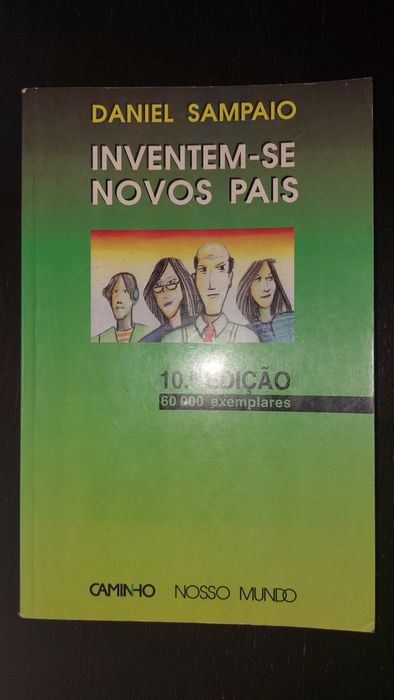 DANIEL SAMPAIO
INVENTEM-SE
NOVOS PAIS
10.ª EDIÇÃO
60 000 exemplares
CAMINHO NOSSO MUNDO